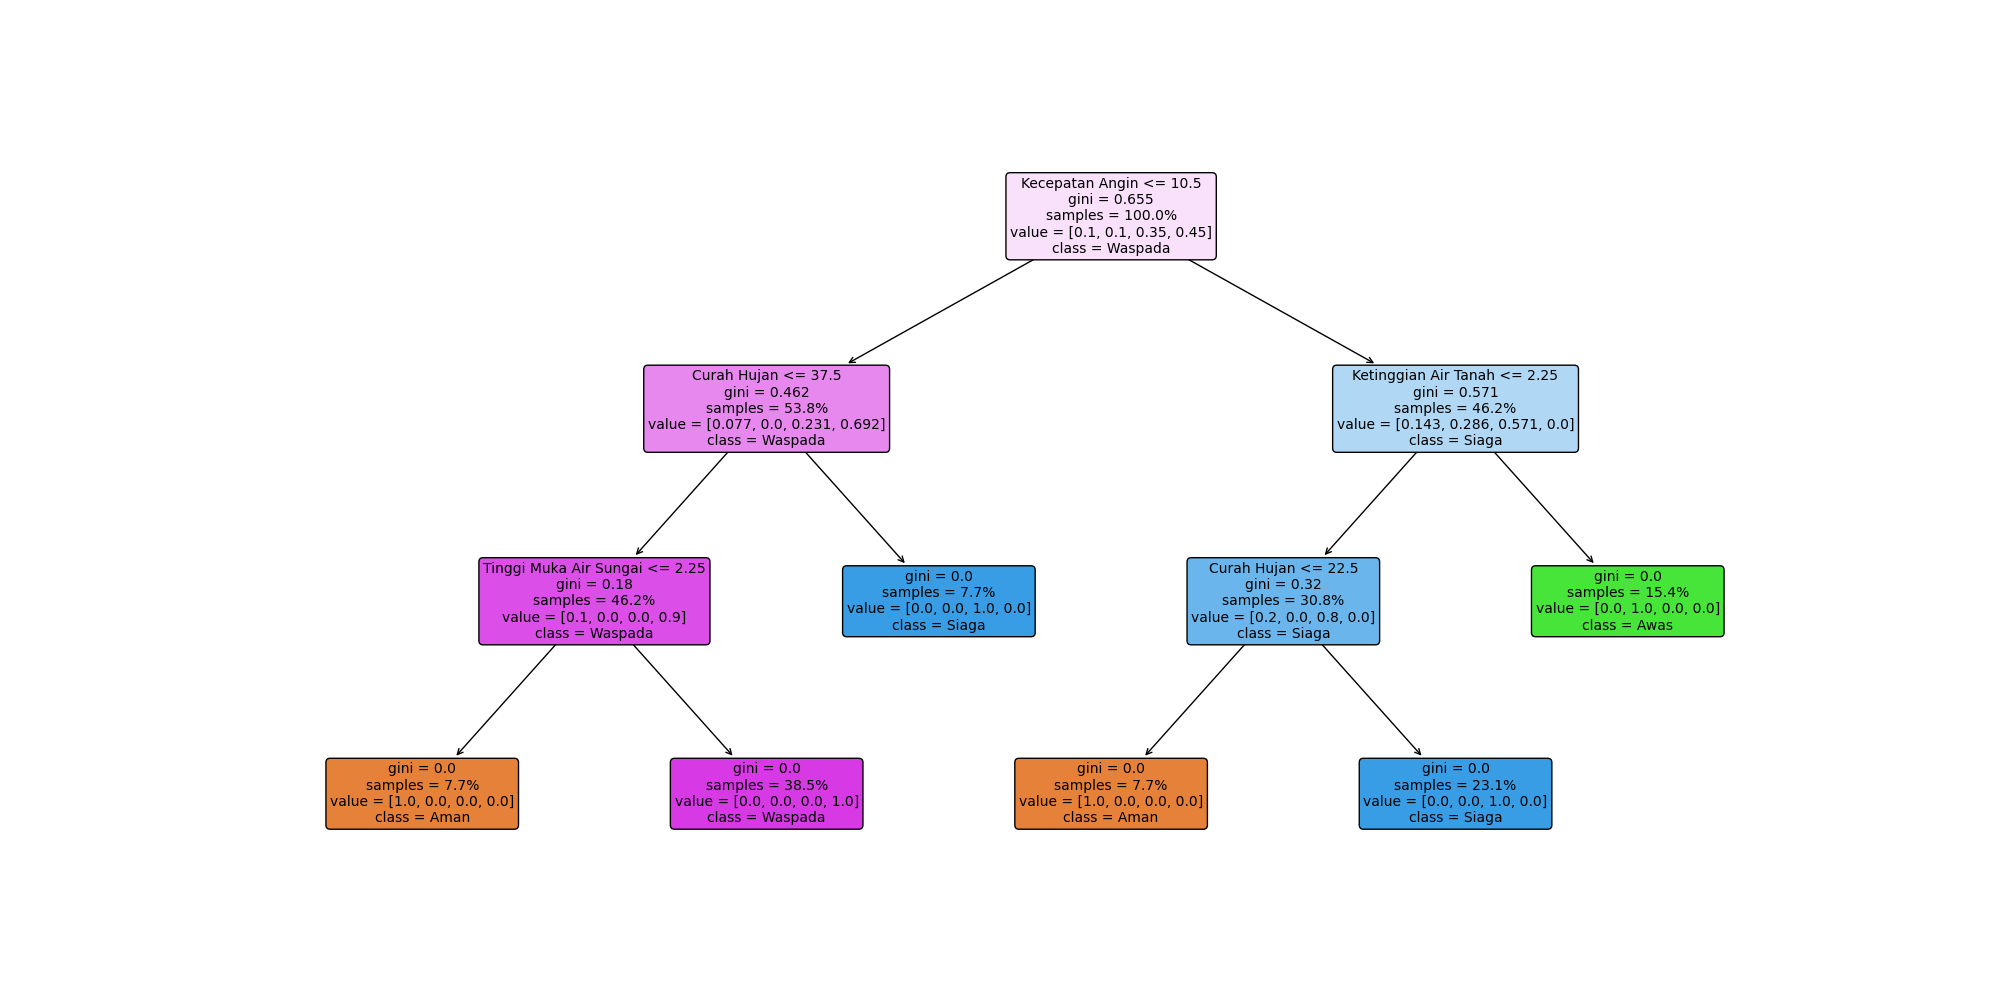 Kecepatan Angin <= 10.5
gini = 0.655
samples = 100.0%
value = [0.1, 0.1, 0.35, 0.45]
class = Waspada
Curah Hujan <= 37.5
gini = 0.462
samples = 53.8%
value = [0.077, 0.0, 0.231, 0.692]
class = Waspada
Ketinggian Air Tanah <= 2.25
gini = 0.571
samples = 46.2%
value = [0.143, 0.286, 0.571, 0.0]
class = Siaga
Tinggi Muka Air Sungai <= 2.25
gini = 0.18
samples = 46.2%
value = [0.1, 0.0, 0.0, 0.9]
class = Waspada
gini = 0.0
samples = 7.7%
value = [0.0, 0.0, 1.0, 0.0]
class = Siaga
Curah Hujan <= 22.5
gini = 0.32
samples = 30.8%
value = [0.2, 0.0, 0.8, 0.0]
class = Siaga
gini = 0.0
samples = 15.4%
value = [0.0, 1.0, 0.0, 0.0]
class = Awas
gini = 0.0
samples = 7.7%
value = [1.0, 0.0, 0.0, 0.0]
class = Aman
gini = 0.0
samples = 38.5%
value = [0.0, 0.0, 0.0, 1.0]
class = Waspada
gini = 0.0
samples = 7.7%
value = [1.0, 0.0, 0.0, 0.0]
class = Aman
gini = 0.0
samples = 23.1%
value = [0.0, 0.0, 1.0, 0.0]
class = Siaga